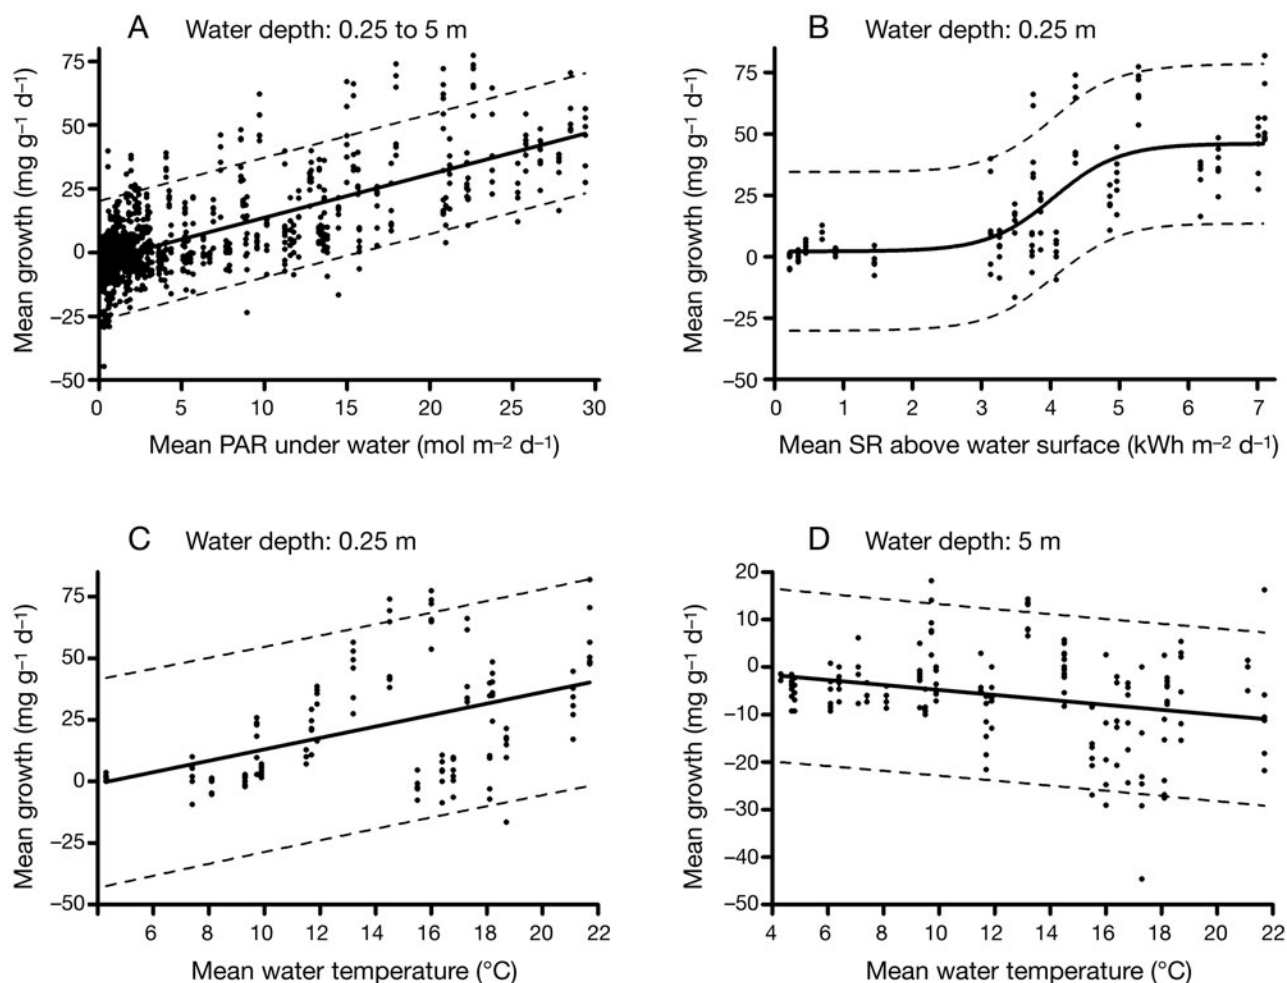 A Water depth: 0.25 to 5 m
Mean growth (mg g⁻¹ d⁻¹)
75
50
25
0
−25
−50
0 5 10 15 20 25 30
Mean PAR under water (mol m⁻² d⁻¹)
B Water depth: 0.25 m
Mean growth (mg g⁻¹ d⁻¹)
75
50
25
0
−25
−50
0 1 2 3 4 5 6 7
Mean SR above water surface (kWh m⁻² d⁻¹)
C Water depth: 0.25 m
Mean growth (mg g⁻¹ d⁻¹)
75
50
25
0
−25
−50
6 8 10 12 14 16 18 20 22
Mean water temperature (°C)
D Water depth: 5 m
Mean growth (mg g⁻¹ d⁻¹)
20
10
0
−10
−20
−30
−40
−50
4 6 8 10 12 14 16 18 20 22
Mean water temperature (°C)